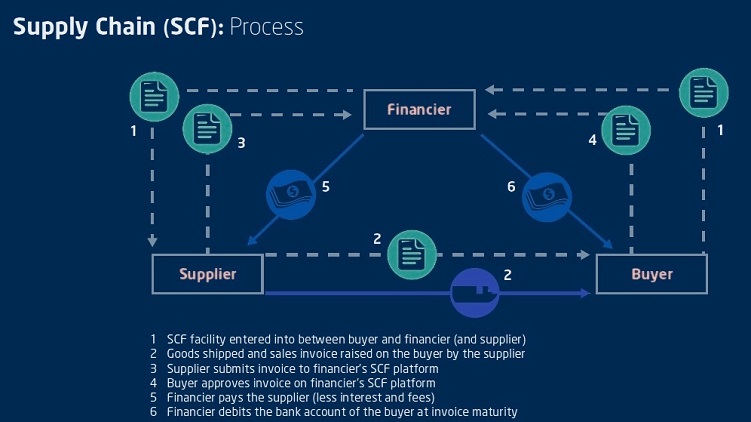 Supply Chain (SCF): Process
Financier
1
3
4
1
5
6
2
Supplier
2
Buyer
1 SCF facility entered into between buyer and financier (and supplier)
2 Goods shipped and sales invoice raised on the buyer by the supplier
3 Supplier submits invoice to financier's SCF platform
4 Buyer approves invoice on financier's SCF platform
5 Financier pays the supplier (less interest and fees)
6 Financier debits the bank account of the buyer at invoice maturity